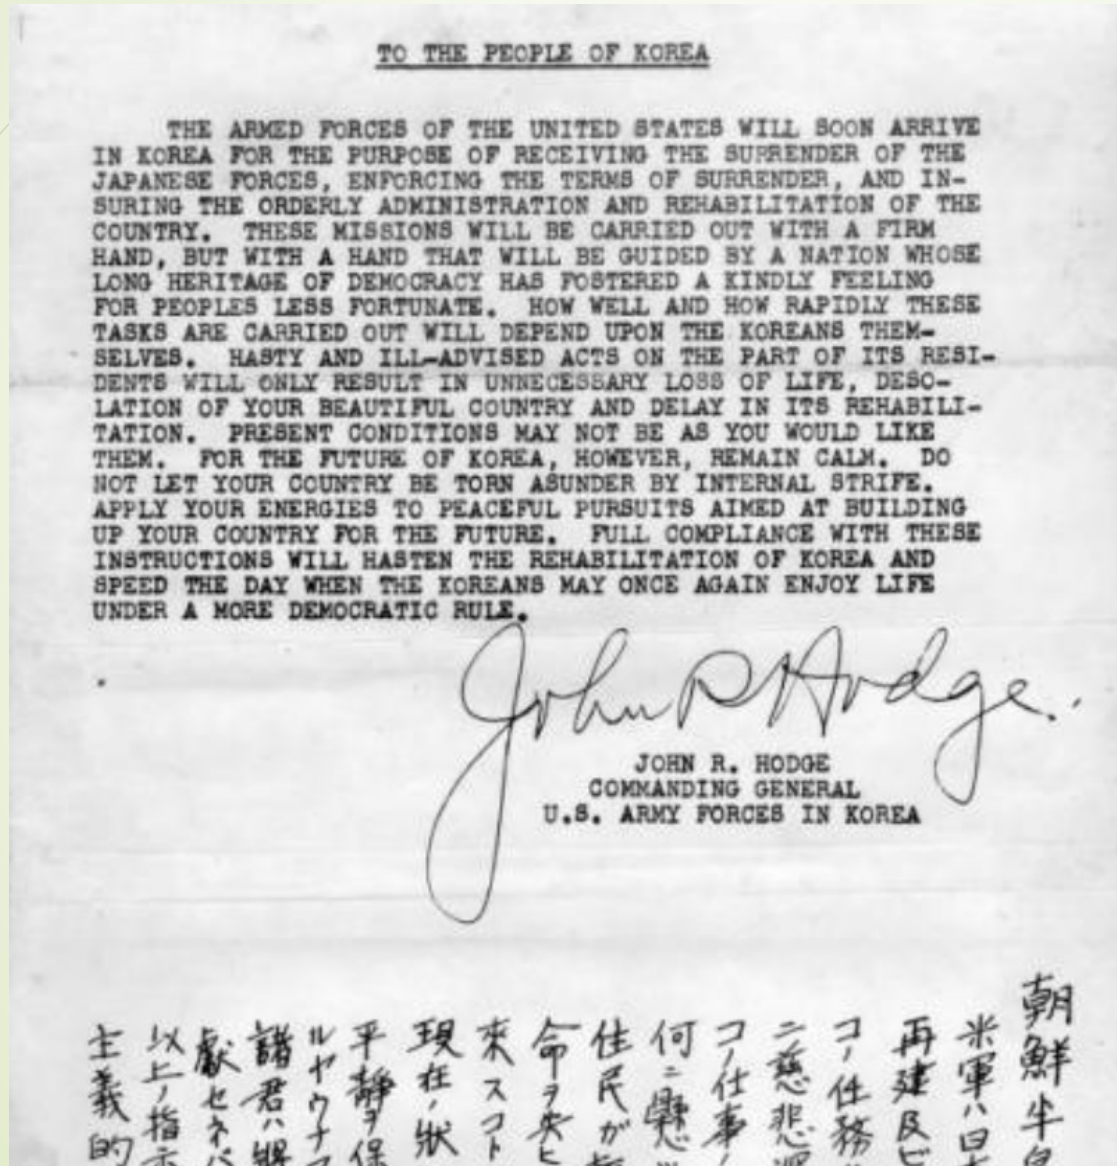 TO THE PEOPLE OF KOREA
THE ARMED FORCES OF THE UNITED STATES WILL SOON ARRIVE
IN KOREA FOR THE PURPOSE OF RECEIVING THE SURRENDER OF THE
JAPANESE FORCES, ENFORCING THE TERMS OF SURRENDER, AND IN-
SURING THE ORDERLY ADMINISTRATION AND REHABILITATION OF THE
COUNTRY. THESE MISSIONS WILL BE CARRIED OUT WITH A FIRM
HAND, BUT WITH A HAND THAT WILL BE GUIDED BY A NATION WHOSE
LONG HERITAGE OF DEMOCRACY HAS FOSTERED A KINDLY FEELING
FOR PEOPLES LESS FORTUNATE. HOW WELL AND HOW RAPIDLY THESE
TASKS ARE CARRIED OUT WILL DEPEND UPON THE KOREANS THEM-
SELVES. HASTY AND ILL-ADVISED ACTS ON THE PART OF ITS RESI-
DENTS WILL ONLY RESULT IN UNNECESSARY LOSS OF LIFE, DESO-
LATION OF YOUR BEAUTIFUL COUNTRY AND DELAY IN ITS REHABILI-
TATION. PRESENT CONDITIONS MAY NOT BE AS YOU WOULD LIKE
THEM. FOR THE FUTURE OF KOREA, HOWEVER, REMAIN CALM. DO
NOT LET YOUR COUNTRY BE TORN ASUNDER BY INTERNAL STRIFE.
APPLY YOUR ENERGIES TO PEACEFUL PURSUITS AIMED AT BUILDING
UP YOUR COUNTRY FOR THE FUTURE. FULL COMPLIANCE WITH THESE
INSTRUCTIONS WILL HASTEN THE REHABILITATION OF KOREA AND
SPEED THE DAY WHEN THE KOREANS MAY ONCE AGAIN ENJOY LIFE
UNDER A MORE DEMOCRATIC RULE.
John R Hodge.
JOHN R. HODGE
COMMANDING GENERAL
U.S. ARMY FORCES IN KOREA
朝鮮半島
米軍ハ日
再建及ビ
コノ任務
ニ慈悲深
コノ仕事
何ニ懸
住民が
命ヲ失ヒ
來スコト
現在ノ狀
平靜ヲ保
ルヤウナ
諸君ハ將
獻セネバ
以上ノ指示
主義的